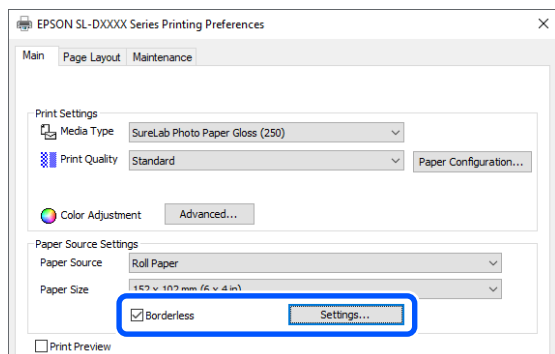 EPSON SL-DXXXX Series Printing Preferences
Main Page Layout Maintenance
Print Settings
Media Type SureLab Photo Paper Gloss (250)
Print Quality Standard Paper Configuration...
Color Adjustment Advanced...
Paper Source Settings
Paper Source Roll Paper
Paper Size 152 x 102 mm (6 x 4 in)
Borderless Settings...
Print Preview